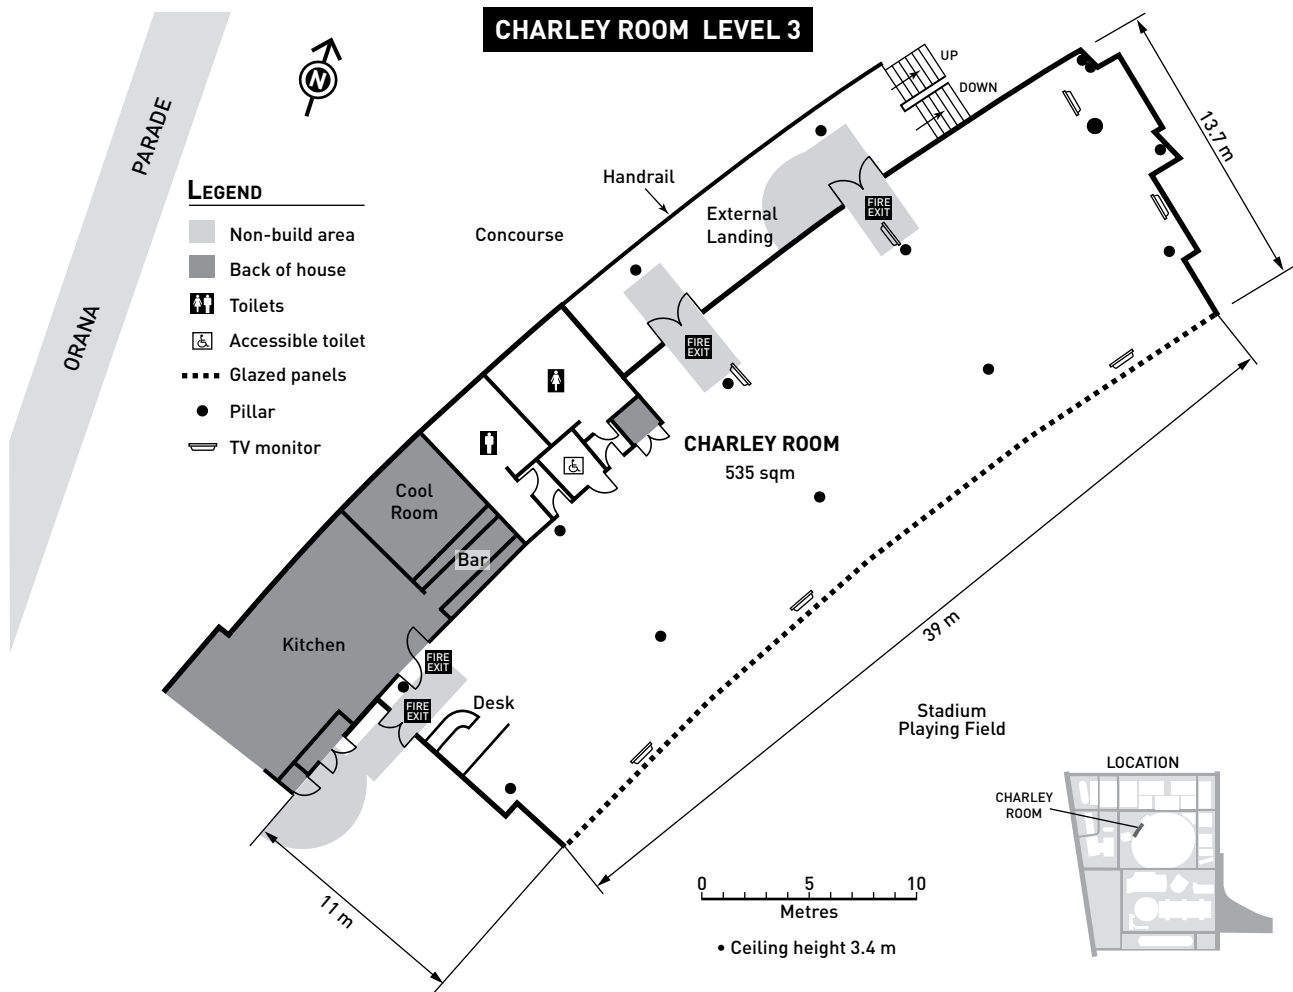 CHARLEY ROOM LEVEL 3
N
UP
DOWN
13.7 m
ORANA PARADE
LEGEND
Non-build area
Back of house
Toilets
Accessible toilet
Glazed panels
Pillar
TV monitor
Handrail
Concourse
External
Landing
FIRE
EXIT
FIRE
EXIT
CHARLEY ROOM
535 sqm
Cool
Room
Bar
Kitchen
FIRE
EXIT
FIRE
EXIT
Desk
39 m
11 m
Stadium
Playing Field
0 5 10
Metres
• Ceiling height 3.4 m
LOCATION
CHARLEY
ROOM